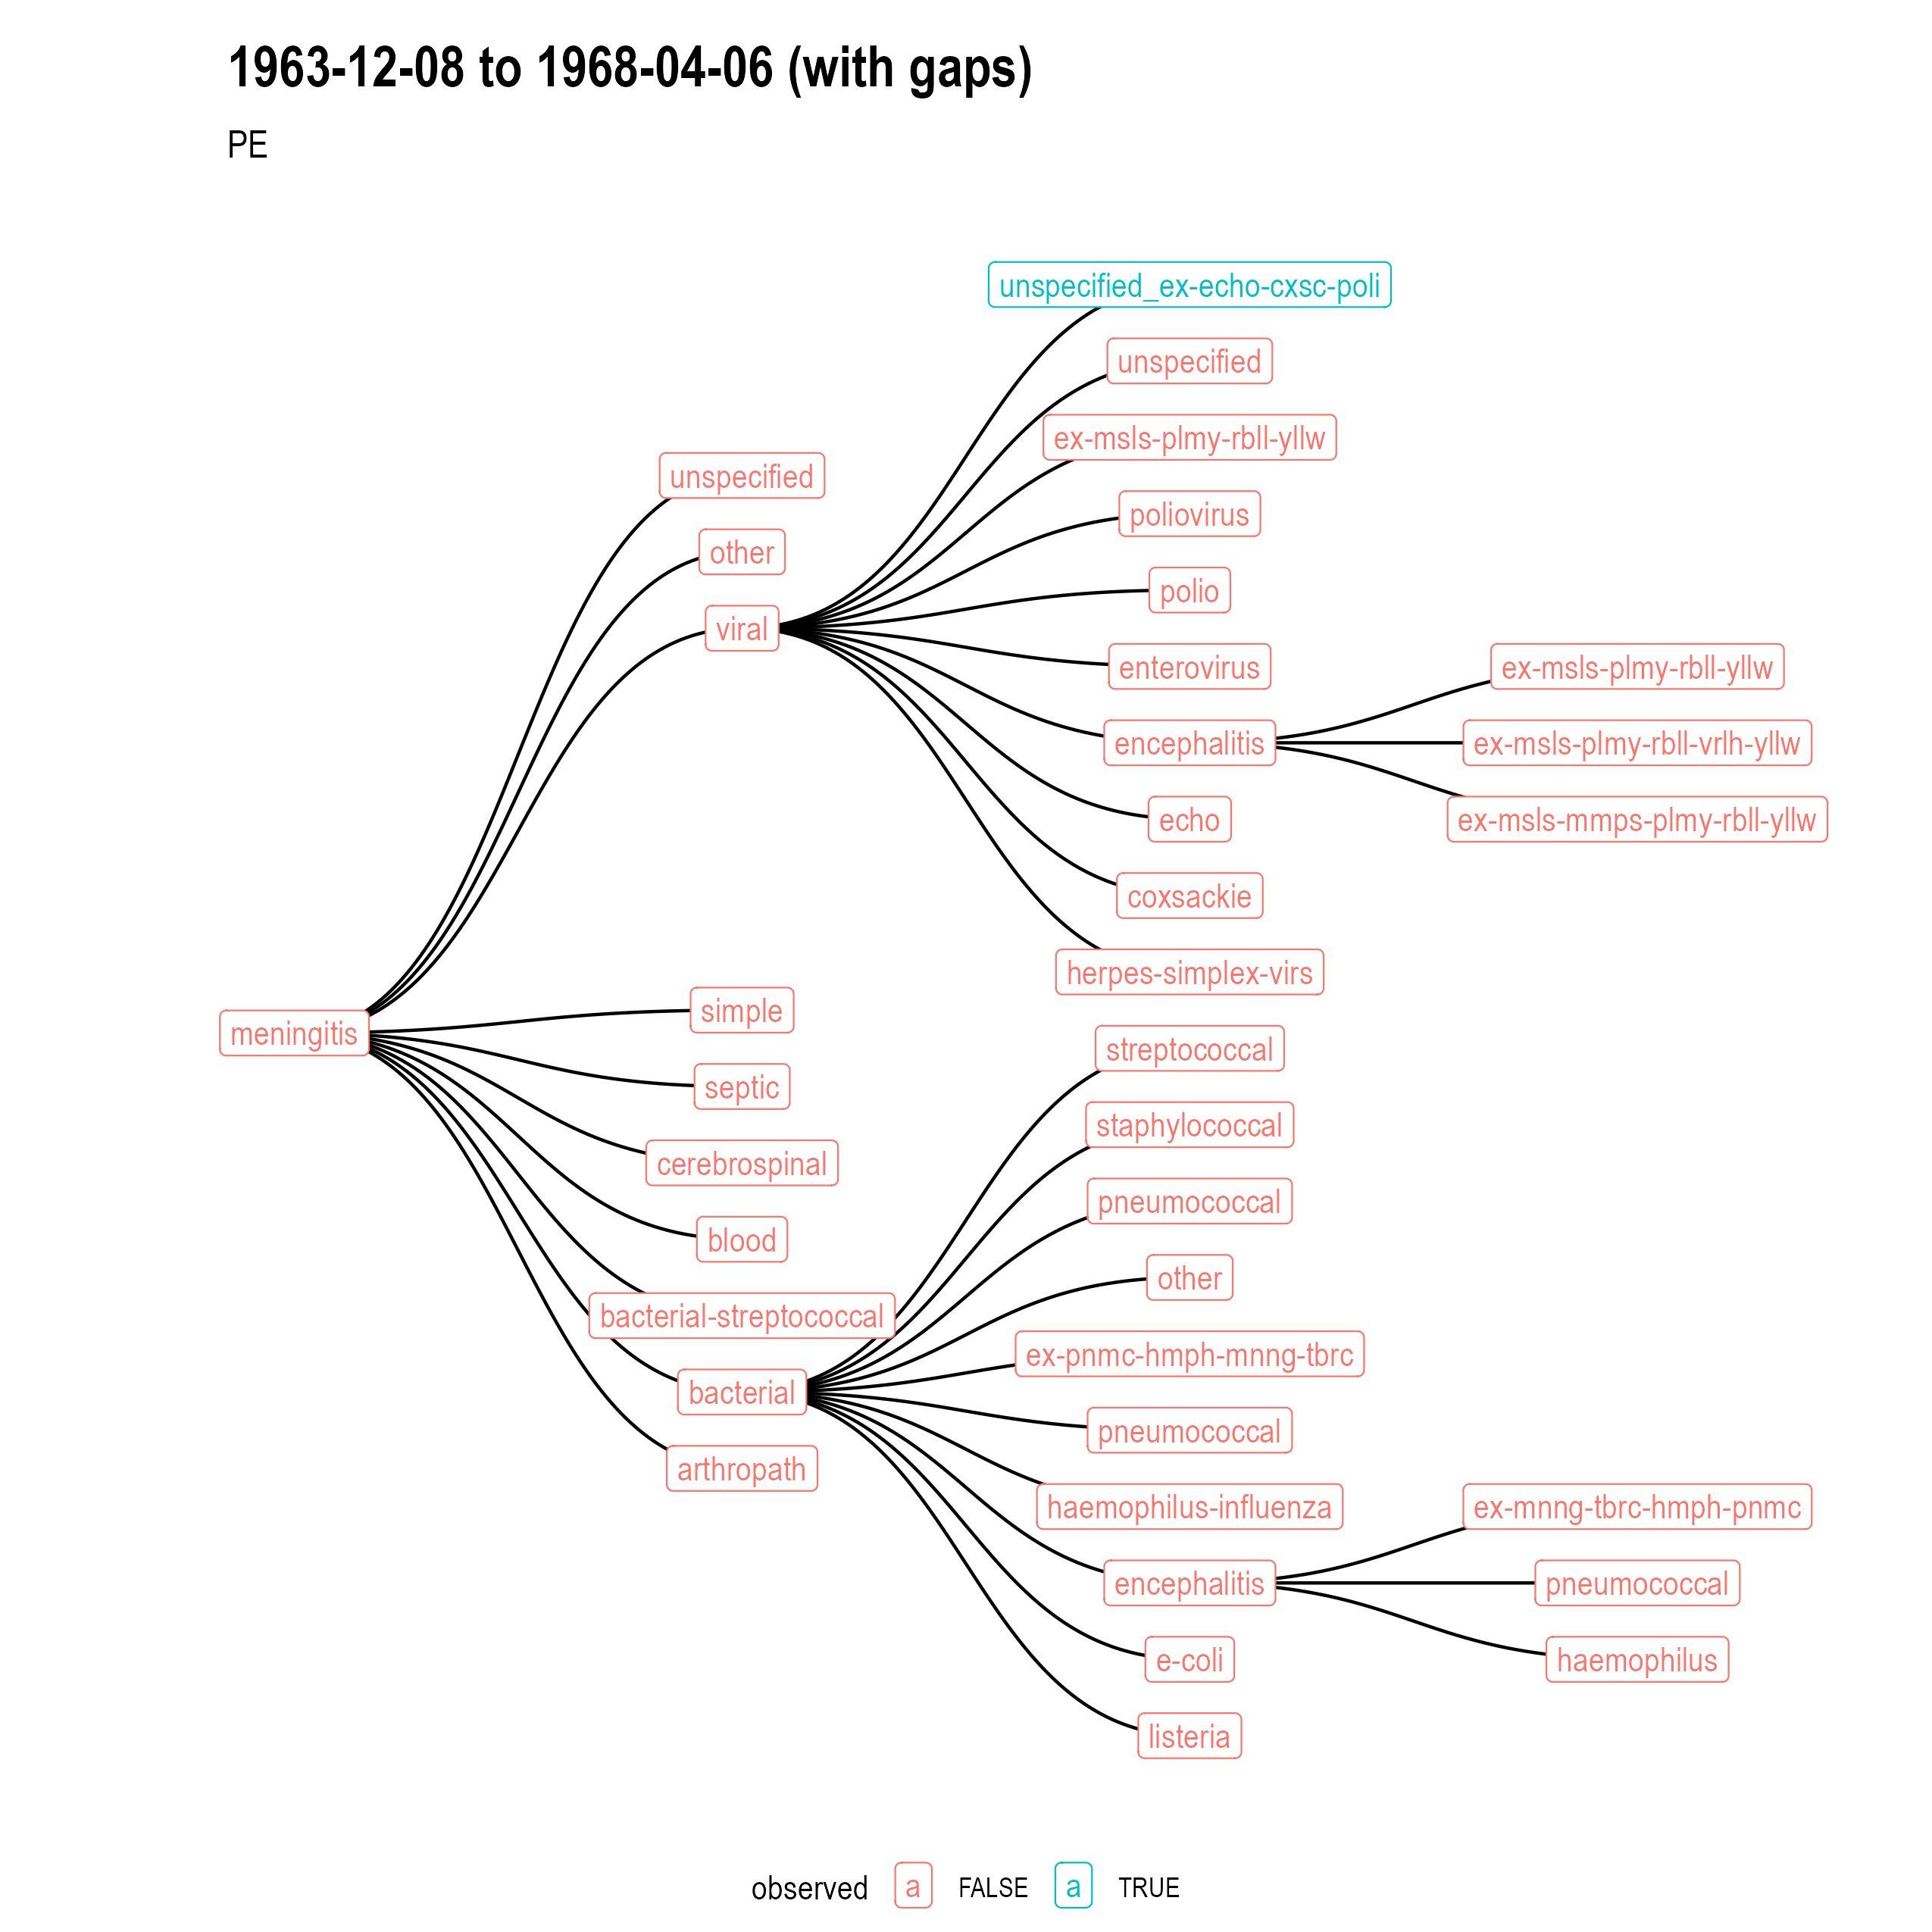 1963-12-08 to 1968-04-06 (with gaps)
PE
unspecified_ex-echo-cxsc-poli
unspecified
ex-msls-plmy-rbll-yllw
unspecified
poliovirus
other
polio
viral
enterovirus
ex-msls-plmy-rbll-yllw
encephalitis
ex-msls-plmy-rbll-vrlh-yllw
echo
ex-msls-mmps-plmy-rbll-yllw
coxsackie
herpes-simplex-virs
simple
meningitis
streptococcal
septic
staphylococcal
cerebrospinal
pneumococcal
blood
other
bacterial-streptococcal
ex-pnmc-hmph-mnng-tbrc
bacterial
pneumococcal
arthropath
haemophilus-influenza
ex-mnng-tbrc-hmph-pnmc
encephalitis
pneumococcal
e-coli
haemophilus
listeria
observed a FALSE a TRUE